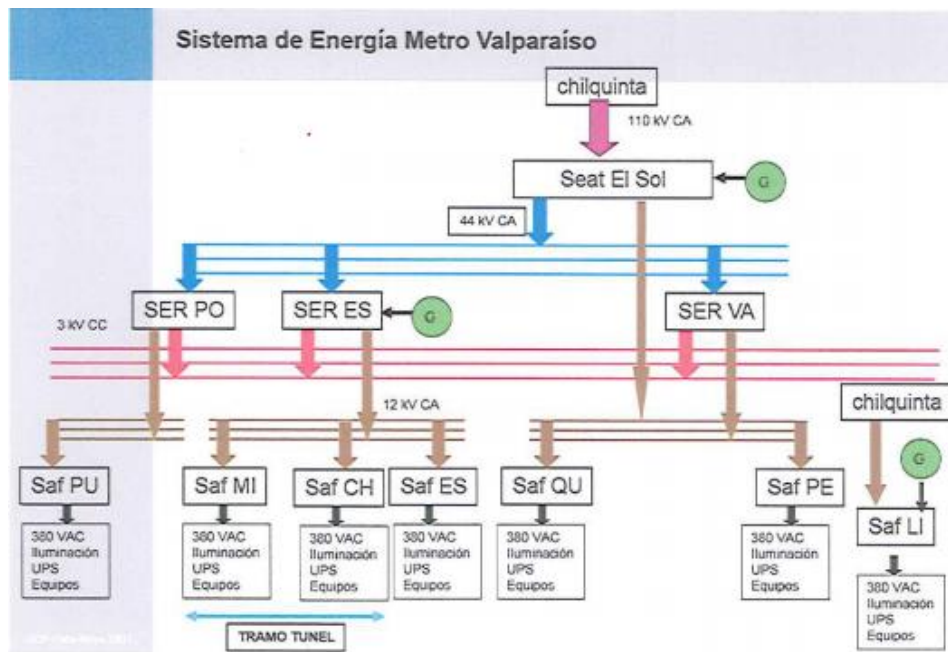 Sistema de Energía Metro Valparaíso
chilquinta
110 kV CA
Seat El Sol
G
44 kV CA
SER PO
SER ES
G
SER VA
3 kV CC
12 kV CA
chilquinta
G
Saf PU
Saf MI
Saf CH
Saf ES
Saf QU
Saf PE
Saf LI
380 VAC
Iluminación
UPS
Equipos
380 VAC
Iluminación
UPS
Equipos
380 VAC
Iluminación
UPS
Equipos
380 VAC
Iluminación
UPS
Equipos
380 VAC
Iluminación
UPS
Equipos
380 VAC
Iluminación
UPS
Equipos
380 VAC
Iluminación
UPS
Equipos
TRAMO TUNEL